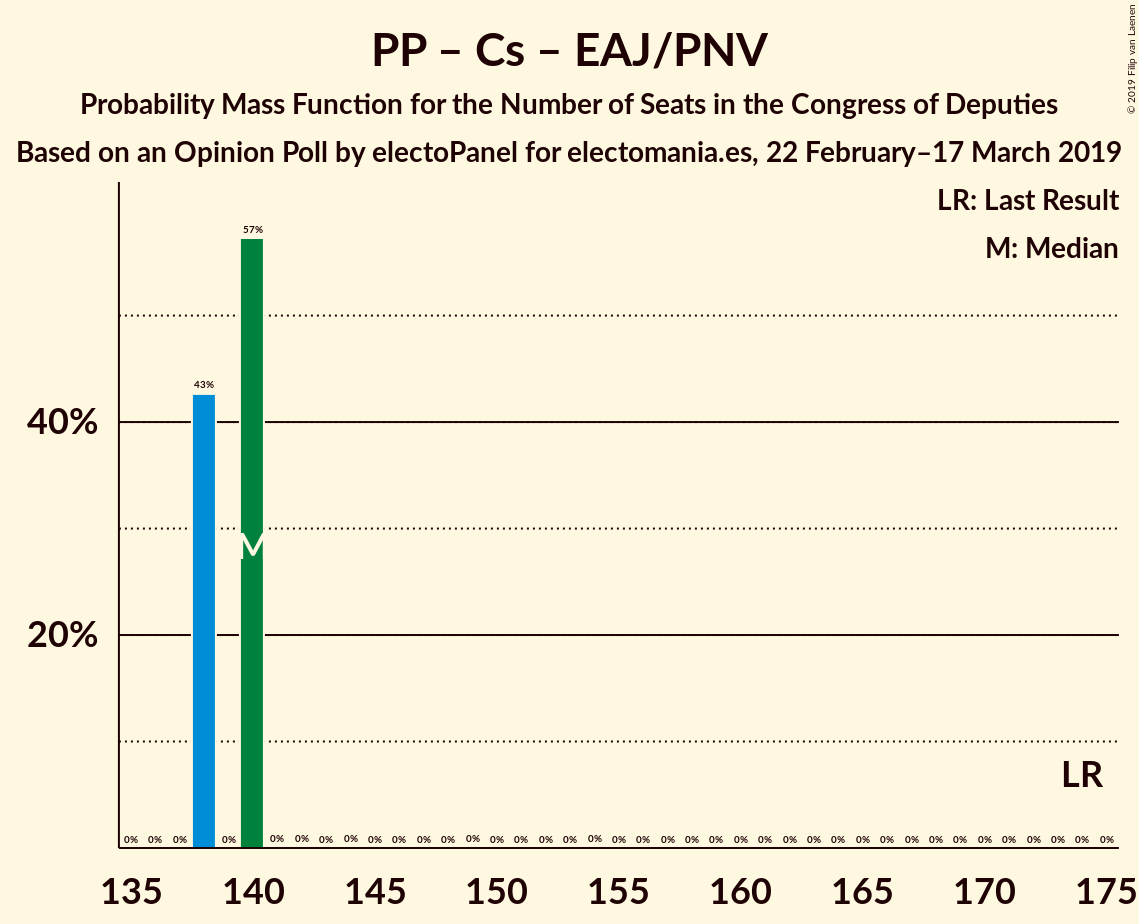 PP – Cs – EAJ/PNV
Probability Mass Function for the Number of Seats in the Congress of Deputies
Based on an Opinion Poll by electoPanel for electomania.es, 22 February–17 March 2019
© 2019 Filip van Laenen
LR: Last Result
M: Median
57%
43%
40%
M
20%
LR
0% 0% 0% 0% 0% 0% 0% 0% 0% 0% 0% 0% 0% 0% 0% 0% 0% 0% 0% 0% 0% 0% 0% 0% 0% 0% 0% 0% 0% 0% 0% 0% 0% 0% 0% 0% 0% 0% 0%
135 140 145 150 155 160 165 170 175